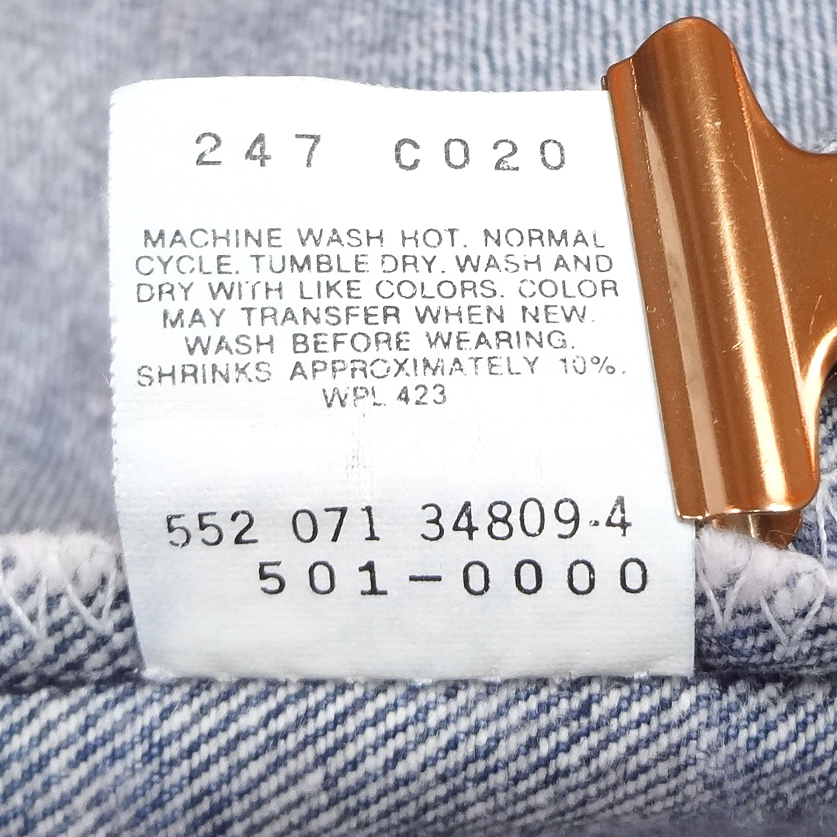 247 C020
MACHINE WASH HOT. NORMAL
CYCLE. TUMBLE DRY. WASH AND
DRY WITH LIKE COLORS. COLOR
MAY TRANSFER WHEN NEW.
WASH BEFORE WEARING.
SHRINKS APPROXIMATELY 10%.
WPL 423
552 071 34809-4
501-0000